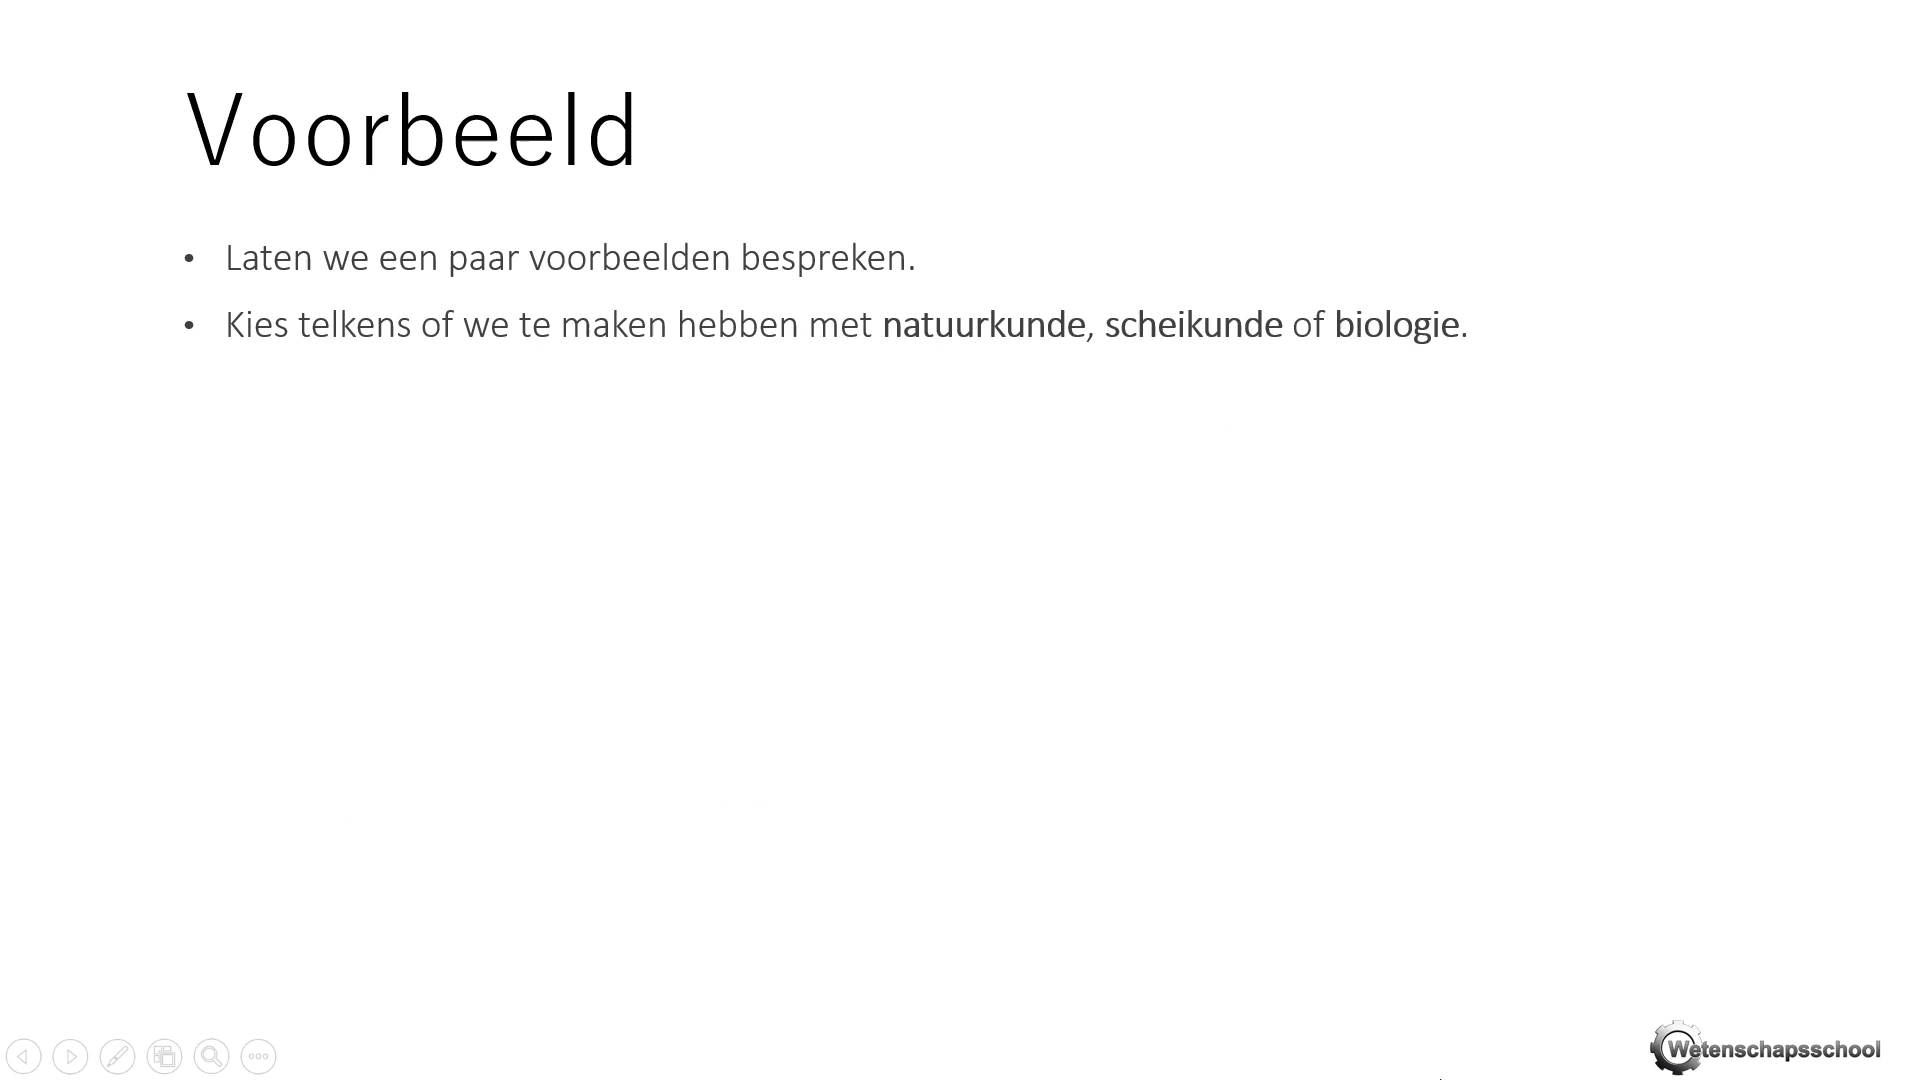 Voorbeeld
• Laten we een paar voorbeelden bespreken.
• Kies telkens of we te maken hebben met natuurkunde, scheikunde of biologie.
Wetenschapsschool